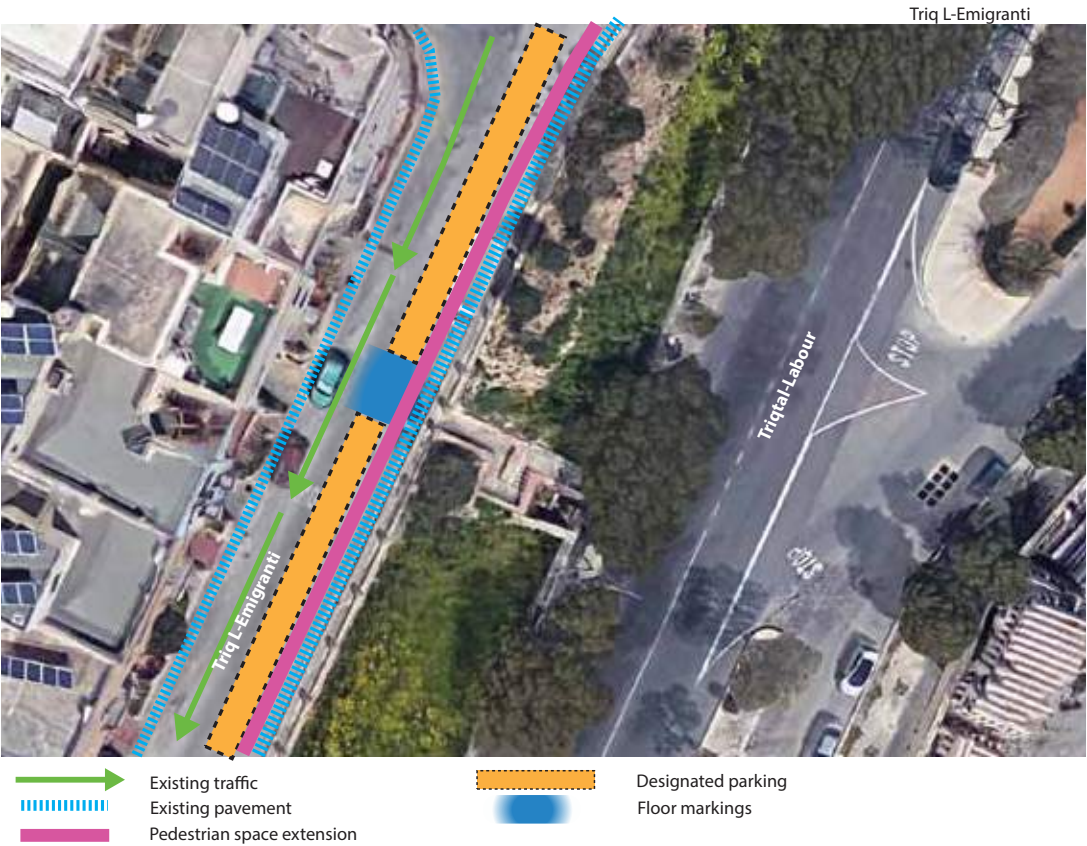 Triq L-Emigranti
Triqtal-Labour
STOP
STOP
Triq L-Emigranti
Existing traffic
Existing pavement
Pedestrian space extension
Designated parking
Floor markings